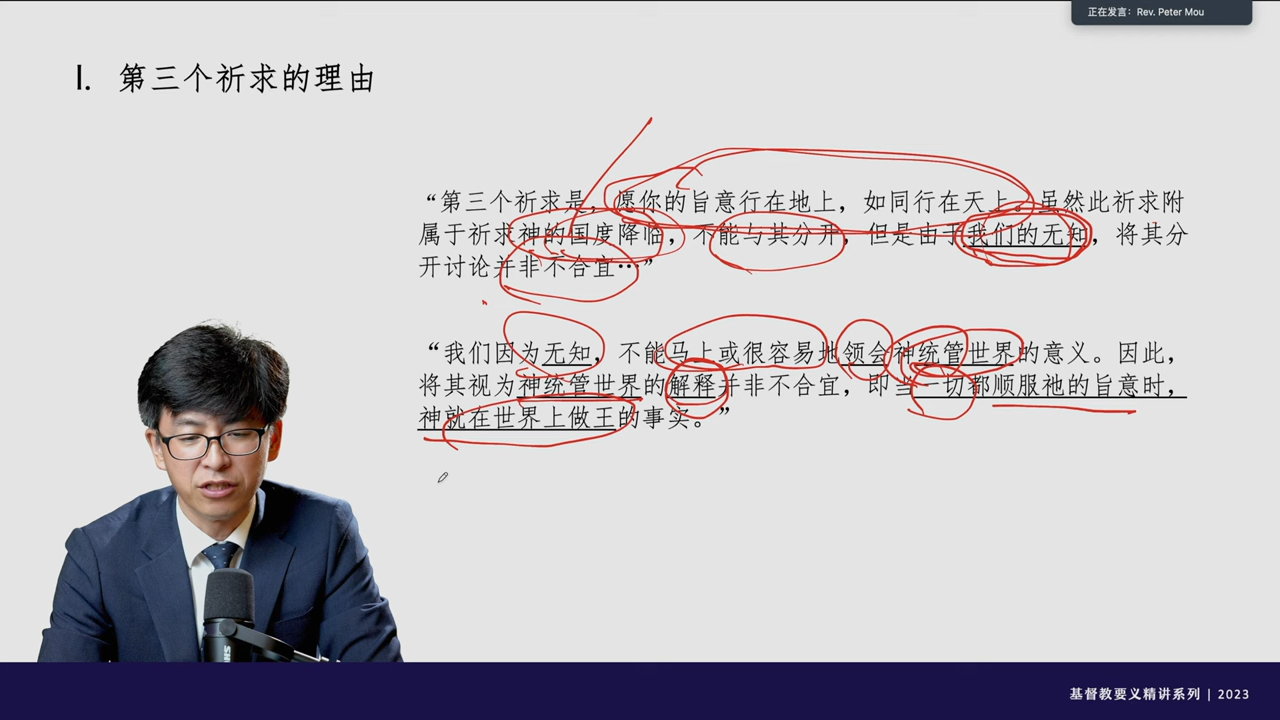 正在发言：Rev. Peter Mou
I. 第三个祈求的理由
“第三个祈求是，愿你的旨意行在地上，如同行在天上。虽然此祈求附
属于祈求神的国度降临，不能与其分开，但是由于我们的无知，将其分
开讨论并非不合宜…”
“我们因为无知，不能马上或很容易地领会神统管世界的意义。因此，
将其视为神统管世界的解释并非不合宜，即当一切都顺服祂的旨意时，
神就在世界上做王的事实。”
基督教要义精讲系列 | 2023